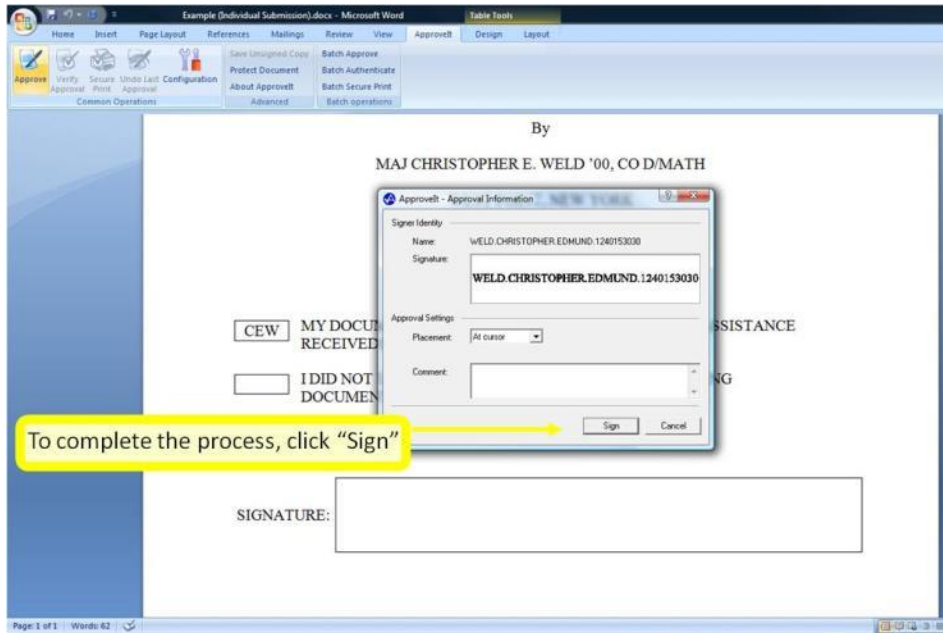 Example (Individual Submission).docx - Microsoft Word
Table Tools
Home Insert Page Layout References Mailings Review View ApproveIt Design Layout
Approve
Verify Approval
Secure Print
Undo Last Approval
Configuration
Common Operations
Save Unsigned Copy
Protect Document
About ApproveIt
Advanced
Batch Approve
Batch Authenticate
Batch Secure Print
Batch operations
By
MAJ CHRISTOPHER E. WELD '00, CO D/MATH
ApproveIt - Approval Information
NEW YORK
Signer Identity
Name: WELD.CHRISTOPHER.EDMUND.1240153030
Signature:
WELD.CHRISTOPHER.EDMUND.1240153030
Approval Settings
Placement: At cursor
Comment:
Sign Cancel
CEW MY DOCU SSISTANCE
RECEIVED
I DID NOT NG
DOCUMEN
To complete the process, click “Sign”
SIGNATURE:
Page: 1 of 1 Words: 62